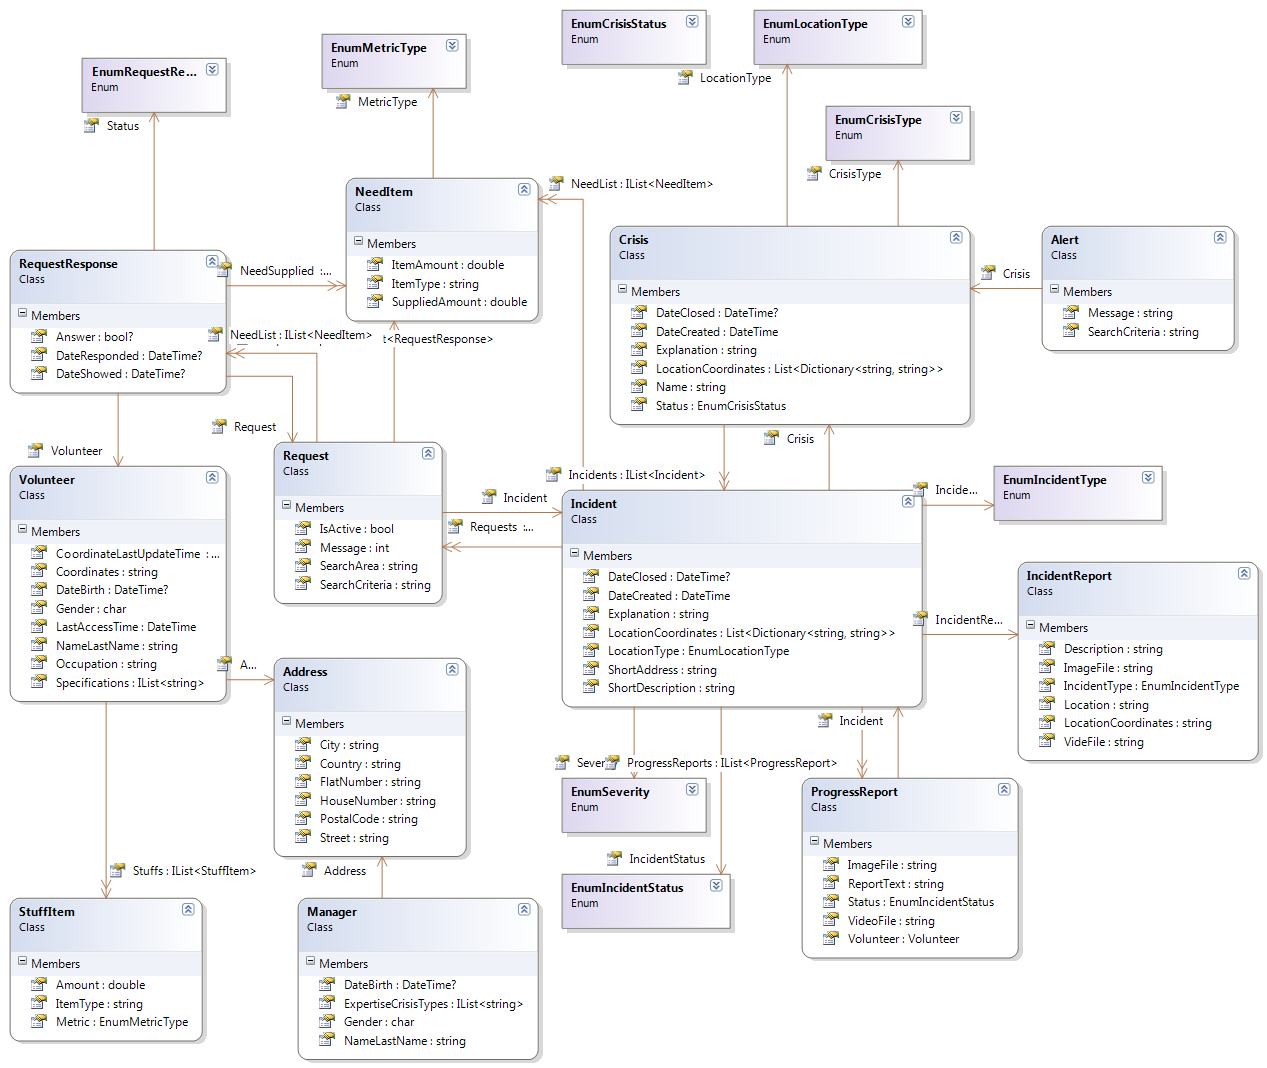 EnumCrisisStatus
Enum
EnumLocationType
Enum
EnumMetricType
Enum
EnumRequestRe...
Enum
LocationType
MetricType
Status
EnumCrisisType
Enum
CrisisType
NeedItem
Class
Members
ItemAmount : double
ItemType : string
SuppliedAmount : double
NeedList : IList<NeedItem>
Crisis
Class
Members
DateClosed : DateTime?
DateCreated : DateTime
Explanation : string
LocationCoordinates : List<Dictionary<string, string>>
Name : string
Status : EnumCrisisStatus
Alert
Class
Members
Message : string
SearchCriteria : string
Crisis
RequestResponse
Class
Members
Answer : bool?
DateResponded : DateTime?
DateShowed : DateTime?
NeedSupplied :...
NeedList : IList<NeedItem>
t<RequestResponse>
Request
Volunteer
Crisis
Incidents : IList<Incident>
Volunteer
Class
Members
CoordinateLastUpdateTime : ...
Coordinates : string
DateBirth : DateTime?
Gender : char
LastAccessTime : DateTime
NameLastName : string
Occupation : string
Specifications : IList<string>
Request
Class
Members
IsActive : bool
Message : int
SearchArea : string
SearchCriteria : string
Incident
Requests :...
Incident
Class
Members
DateClosed : DateTime?
DateCreated : DateTime
Explanation : string
LocationCoordinates : List<Dictionary<string, string>>
LocationType : EnumLocationType
ShortAddress : string
ShortDescription : string
Incide...
EnumIncidentType
Enum
IncidentRe...
IncidentReport
Class
Members
Description : string
ImageFile : string
IncidentType : EnumIncidentType
Location : string
LocationCoordinates : string
VideFile : string
A...
Address
Class
Members
City : string
Country : string
FlatNumber : string
HouseNumber : string
PostalCode : string
Street : string
Incident
Sever
ProgressReports : IList<ProgressReport>
EnumSeverity
Enum
IncidentStatus
EnumIncidentStatus
Enum
ProgressReport
Class
Members
ImageFile : string
ReportText : string
Status : EnumIncidentStatus
VideoFile : string
Volunteer : Volunteer
Stuffs : IList<StuffItem>
Address
StuffItem
Class
Members
Amount : double
ItemType : string
Metric : EnumMetricType
Manager
Class
Members
DateBirth : DateTime?
ExpertiseCrisisTypes : IList<string>
Gender : char
NameLastName : string